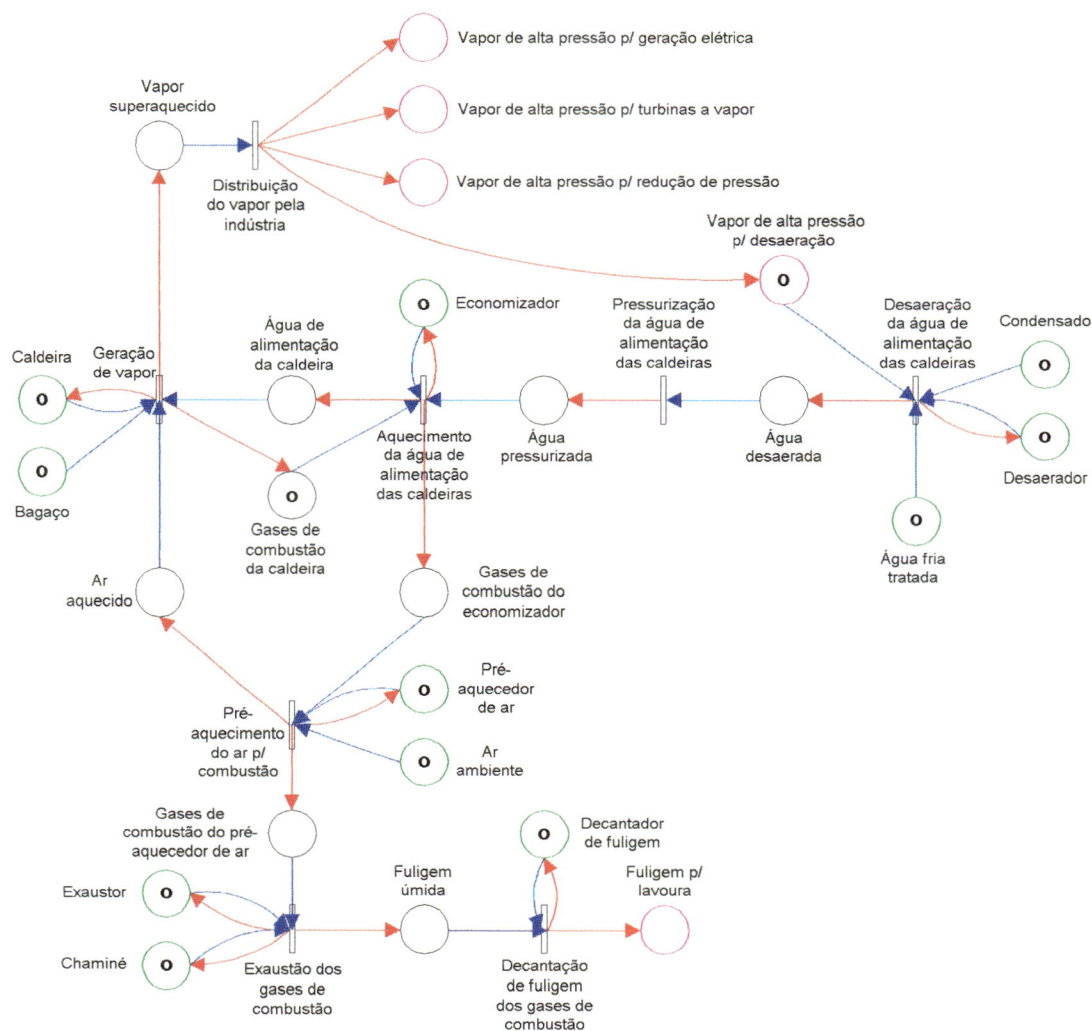 Vapor de alta pressão p/ geração elétrica
Vapor
superaquecido
Vapor de alta pressão p/ turbinas a vapor
Vapor de alta pressão p/ redução de pressão
Distribuição
do vapor pela
indústria
Vapor de alta pressão
p/ desaeração
o
o
Economizador
Pressurização
da água de
alimentação
das caldeiras
Desaeração
da água de
alimentação
das caldeiras
Condensado
o
Água de
alimentação
da caldeira
Caldeira
o
Geração
de vapor
Aquecimento
da água de
alimentação
das caldeiras
Água
pressurizada
Água
desaerada
o
Desaerador
o
Bagaço
o
Gases de
combustão
da caldeira
o
Água fria
tratada
Ar
aquecido
Gases de
combustão do
economizador
o
Pré-
aquecedor
de ar
Pré-
aquecimento
do ar p/
combustão
o
Ar
ambiente
Gases de
combustão do pré-
aquecedor de ar
o
Decantador
de fuligem
Exaustor
o
Fuligem
úmida
Fuligem p/
lavoura
Chaminé
o
Exaustão dos
gases de
combustão
Decantação
de fuligem
dos gases de
combustão